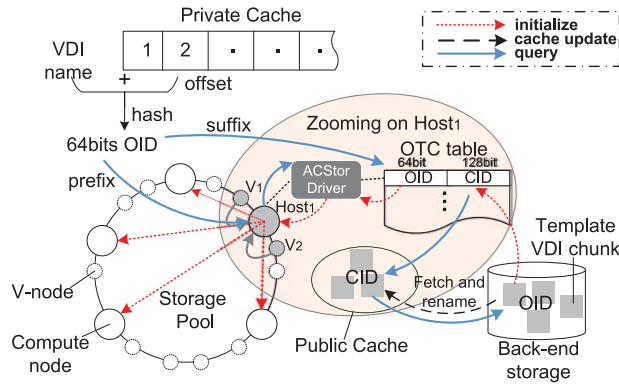 Private Cache
initialize
cache update
query
1 2 · · ·
VDI
name
+
offset
hash
64bits OID
suffix
prefix
Zooming on Host1
OTC table
64bit 128bit
OID CID
ACStor
Driver
V1
Host1
V2
Template
VDI chunk
V-node
Storage
Pool
CID
Fetch and
rename
OID
Compute
node
Public Cache
Back-end
storage